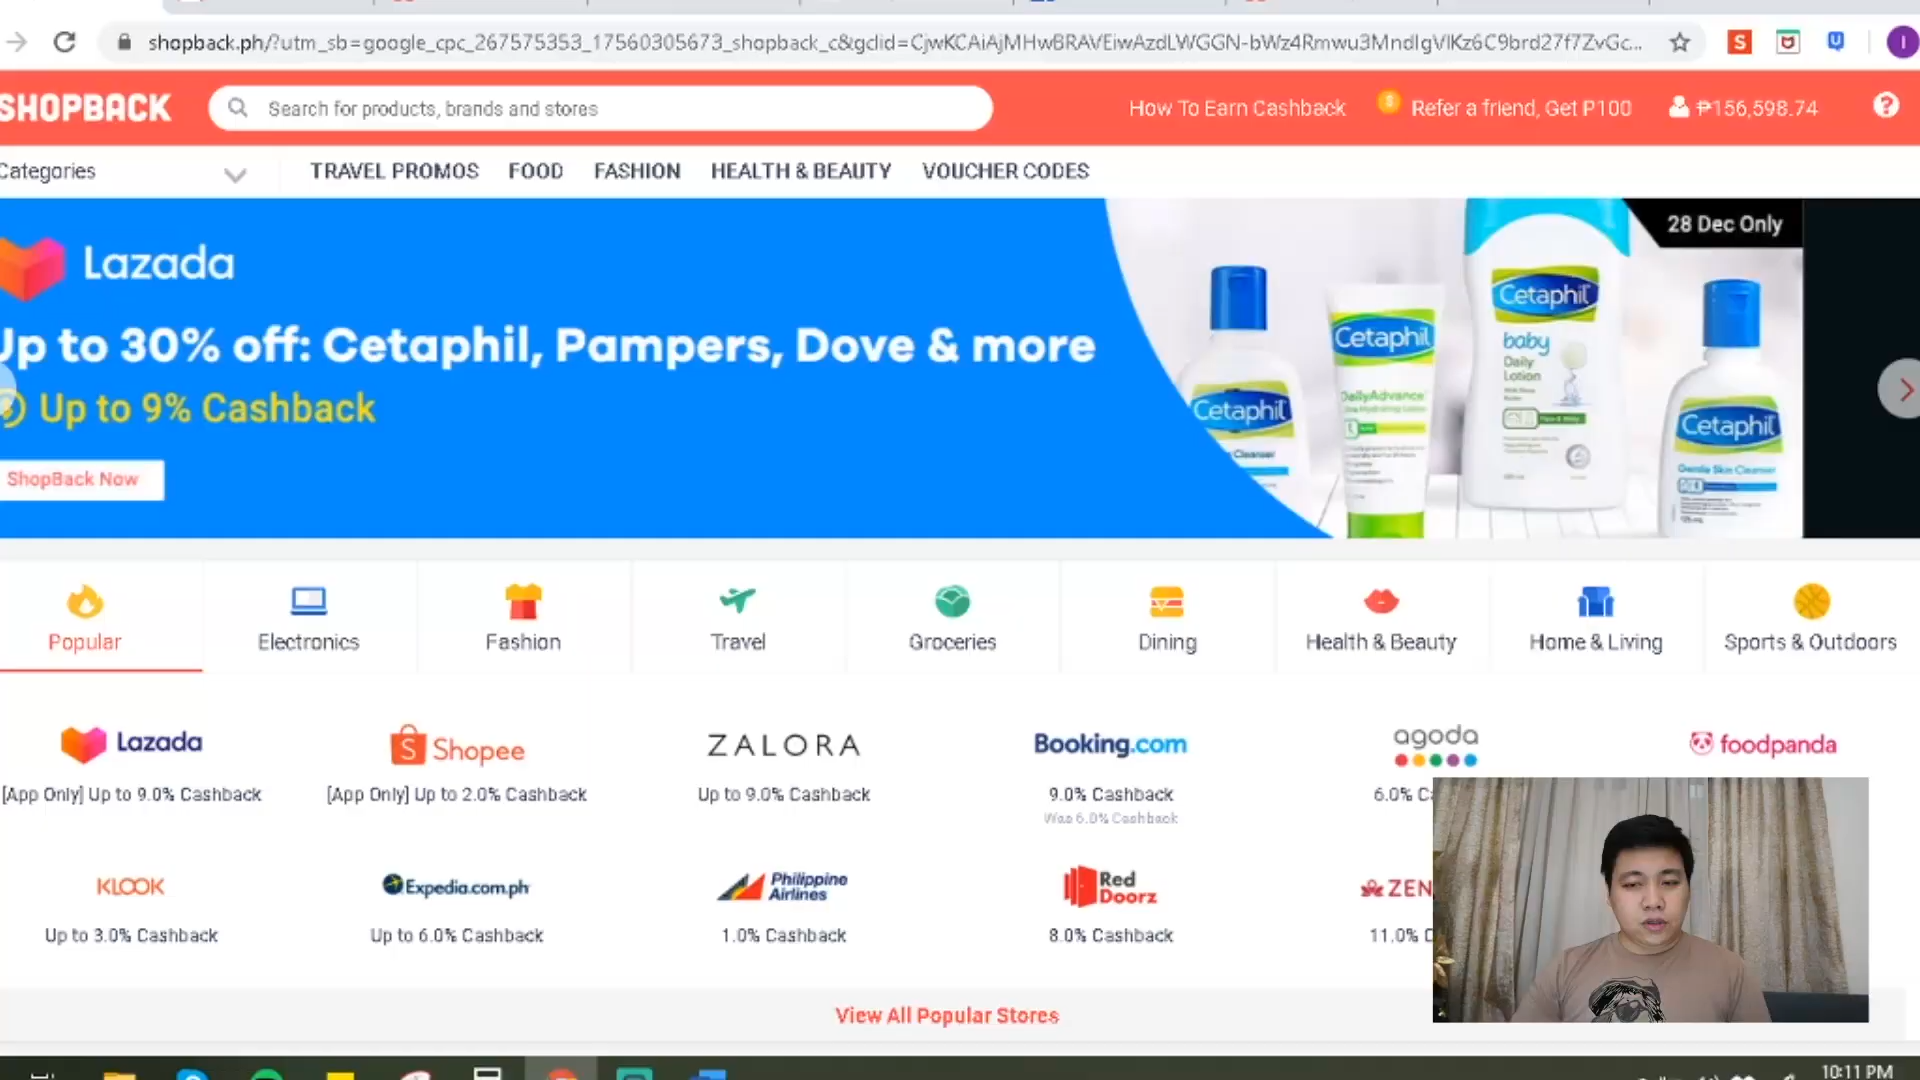 shopback.ph/?utm_sb=google_cpc_267575353_17560305673_shopback_c&gclid=CjwKCAiAjMHwBRAVEiwAzdLWGGN-bWz4Rmwu3MndIgVIKz6C9brd27f7ZvGc...
SHOPBACK
Search for products, brands and stores
How To Earn Cashback
Refer a friend, Get P100
₱156,598.74
Categories
TRAVEL PROMOS FOOD FASHION HEALTH & BEAUTY VOUCHER CODES
28 Dec Only
Lazada
Up to 30% off: Cetaphil, Pampers, Dove & more
Up to 9% Cashback
ShopBack Now
Cetaphil
Cleanser
Cetaphil
DailyAdvance
Cetaphil
baby
Daily
Lotion
Cetaphil
Gentle Skin Cleanser
Popular Electronics Fashion Travel Groceries Dining Health & Beauty Home & Living Sports & Outdoors
Lazada Shopee ZALORA Booking.com agoda foodpanda
[App Only] Up to 9.0% Cashback [App Only] Up to 2.0% Cashback Up to 9.0% Cashback 9.0% Cashback 6.0% C
Was 6.0% Cashback
KLOOK Expedia.com.ph Philippine Airlines Red Doorz ZEN
Up to 3.0% Cashback Up to 6.0% Cashback 1.0% Cashback 8.0% Cashback 11.0% C
View All Popular Stores
10:11 PM